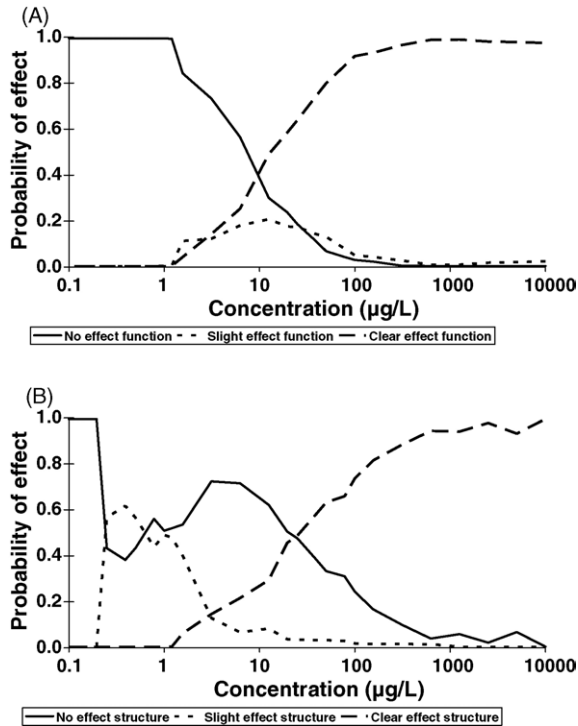 (A)
1.0
0.8
0.6
0.4
0.2
0.0
Probability of effect
0.1 1 10 100 1000 10000
Concentration (µg/L)
No effect function Slight effect function Clear effect function
(B)
1.0
0.8
0.6
0.4
0.2
0.0
Probability of effect
0.1 1 10 100 1000 10000
Concentration (µg/L)
No effect structure Slight effect structure Clear effect structure